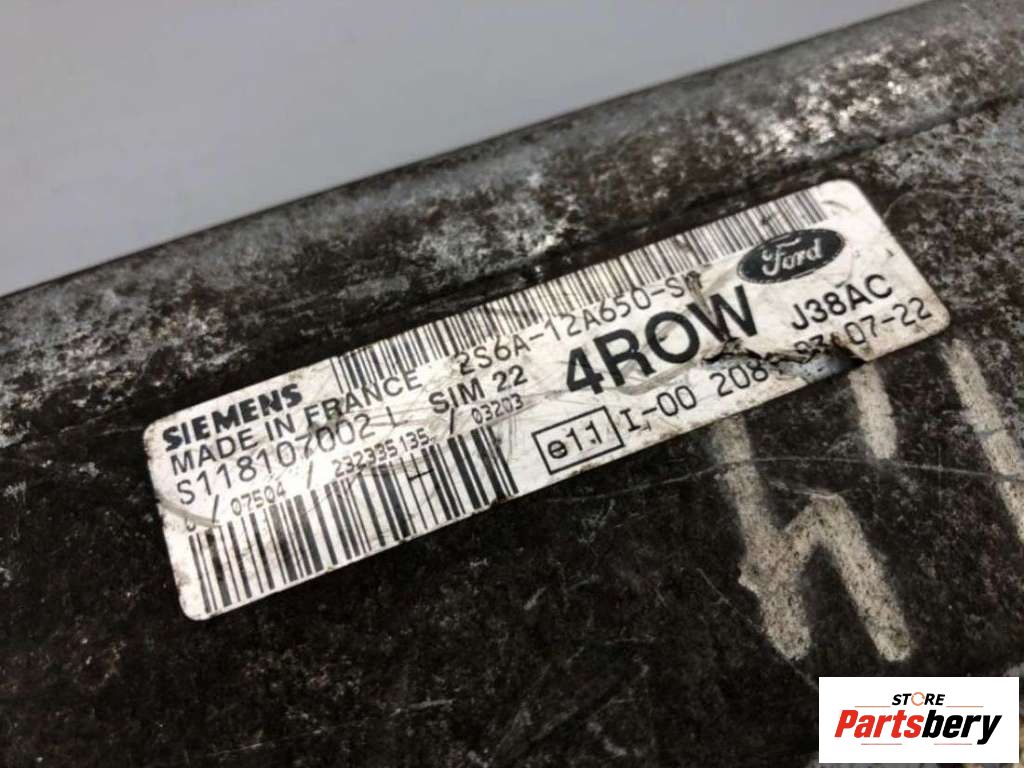 SIEMENS
MADE IN FRANCE
S118107002 L
SIM 22
2S6A-12A650-S
4ROW
Ford
J38AC
07504 / 232335135 / 03203
H
e11 I-00 07-22
STORE
Partsbery